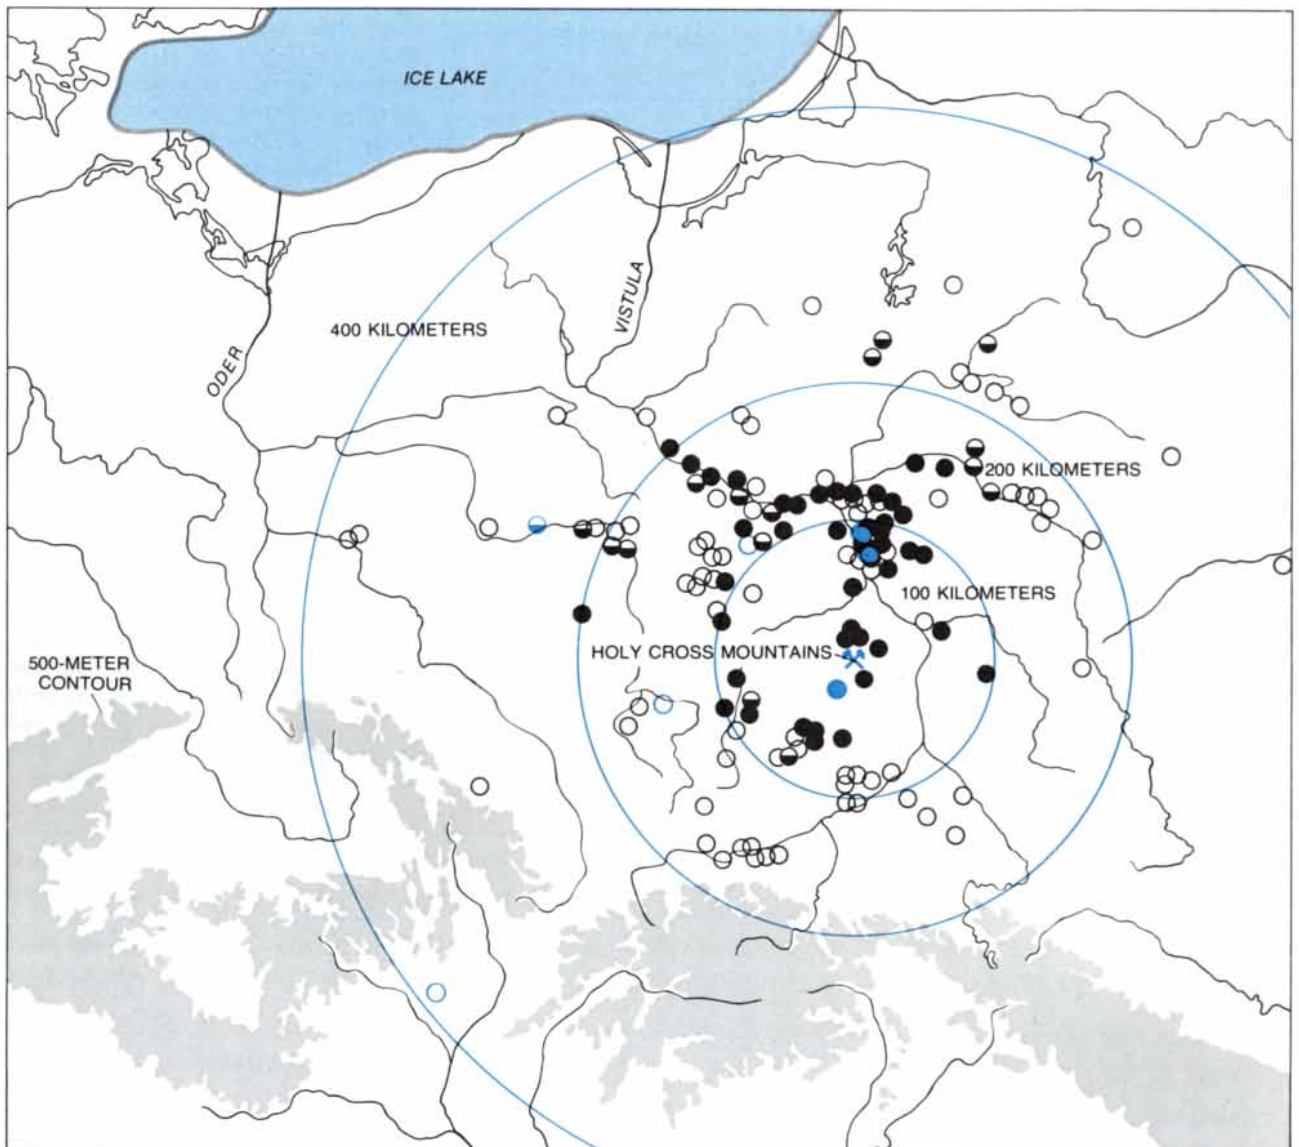 ICE LAKE
VISTULA
400 KILOMETERS
ODER
200 KILOMETERS
100 KILOMETERS
HOLY CROSS MOUNTAINS
500-METER
CONTOUR